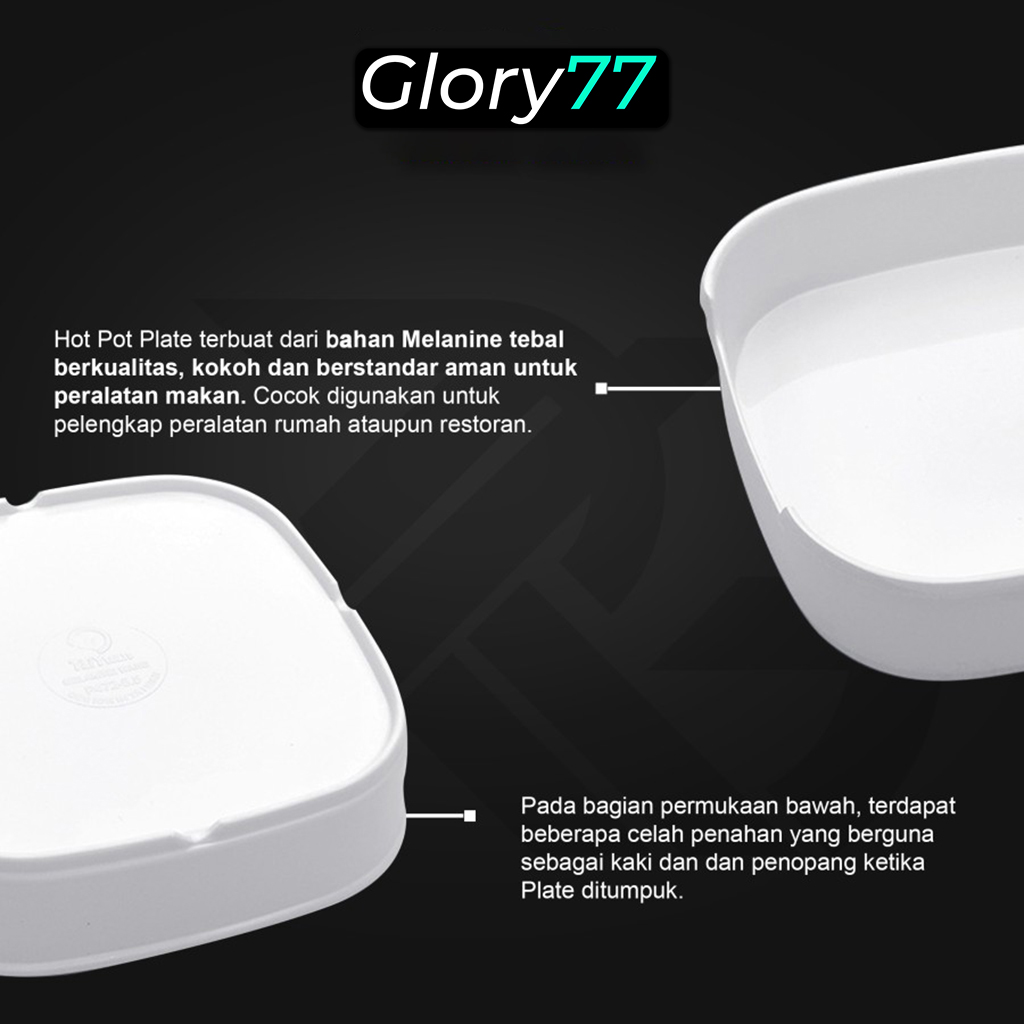 Glory77
Hot Pot Plate terbuat dari bahan Melanine tebal
berkualitas, kokoh dan berstandar aman untuk
peralatan makan. Cocok digunakan untuk
pelengkap peralatan rumah ataupun restoran.
Pada bagian permukaan bawah, terdapat
beberapa celah penahan yang berguna
sebagai kaki dan dan penopang ketika
Plate ditumpuk.